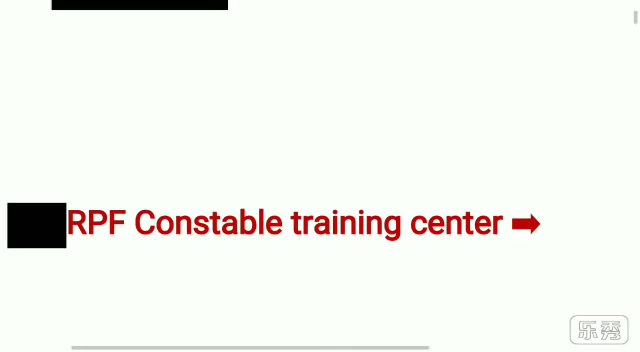 RPF Constable training center ➡
乐秀